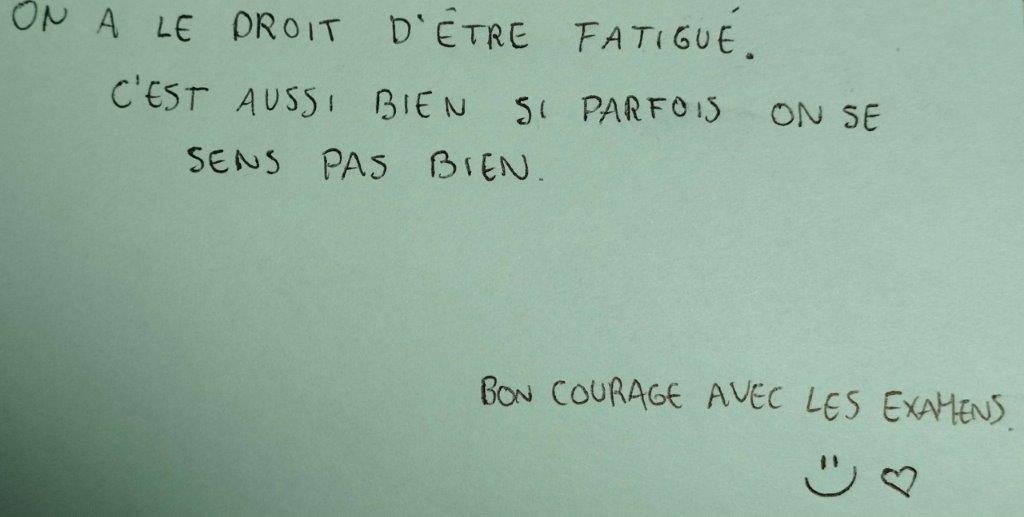 ON A LE DROIT D'ÊTRE FATIGUÉ.
C'EST AUSSI BIEN SI PARFOIS ON SE
SENS PAS BIEN.
BON COURAGE AVEC LES EXAMENS.